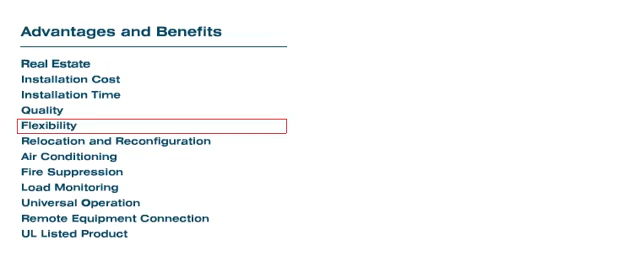 Advantages and Benefits
Real Estate
Installation Cost
Installation Time
Quality
Flexibility
Relocation and Reconfiguration
Air Conditioning
Fire Suppression
Load Monitoring
Universal Operation
Remote Equipment Connection
UL Listed Product